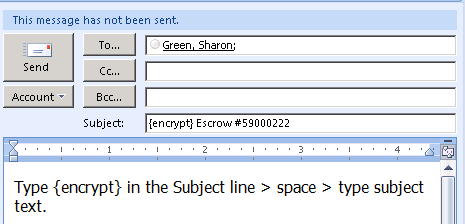 This message has not been sent.
To...
Green, Sharon;
Send
Cc...
Account
Bcc...
Subject:
{encrypt} Escrow #59000222
1 2 3 4
Type {encrypt} in the Subject line > space > type subject
text.